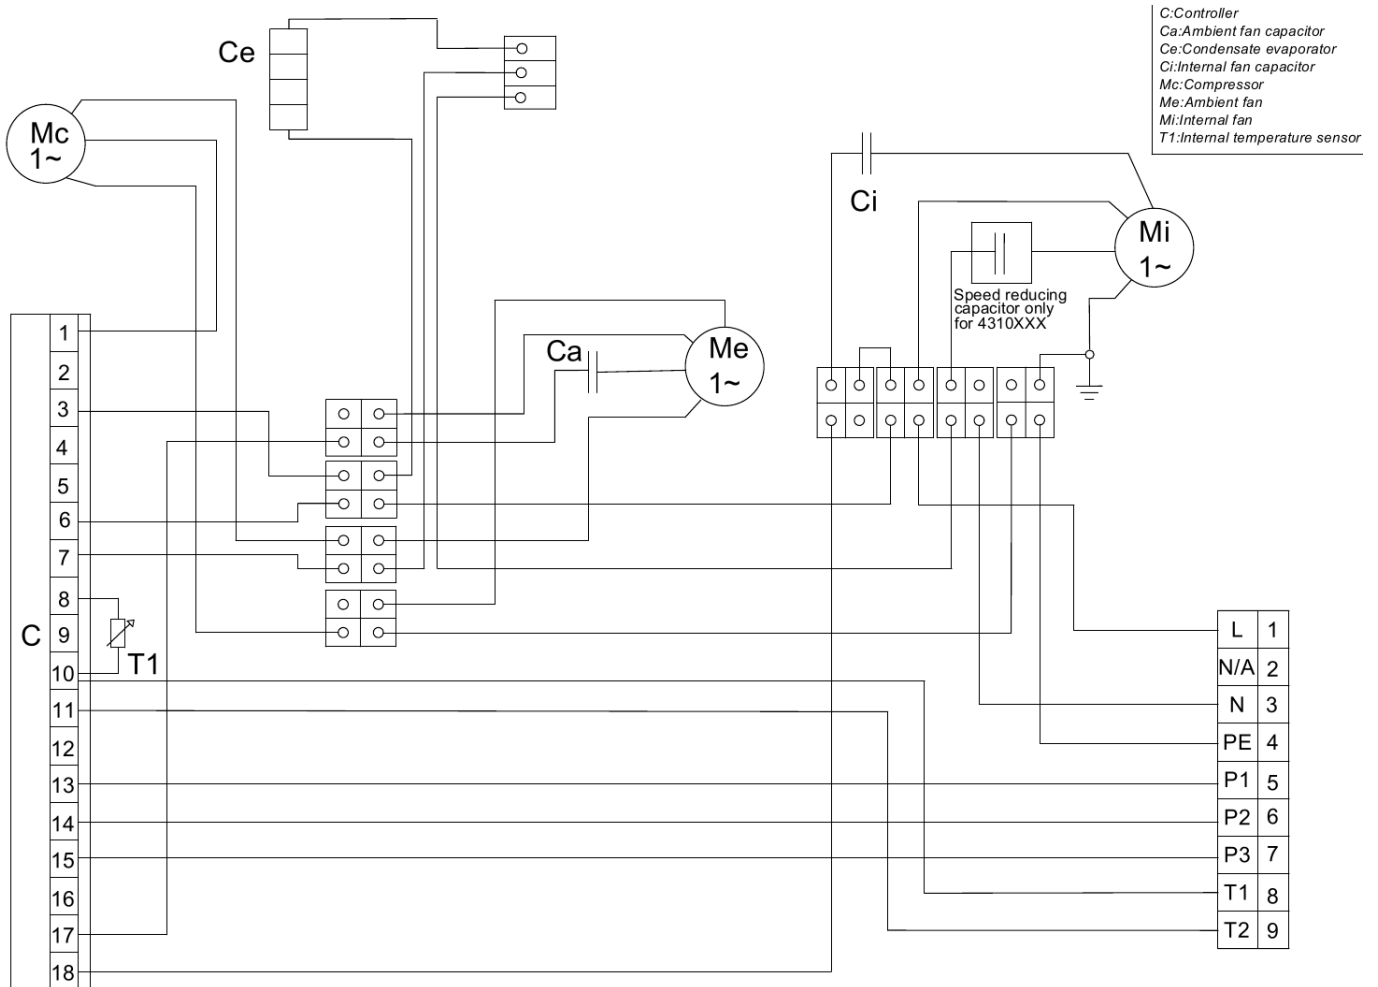 C:Controller
Ca:Ambient fan capacitor
Ce:Condensate evaporator
Ci:Internal fan capacitor
Mc:Compressor
Me:Ambient fan
Mi:Internal fan
T1:Internal temperature sensor
Ce
Mc
1~
Ci
Mi
1~
Speed reducing
capacitor only
for 4310XXX
Ca
Me
1~
C
1
2
3
4
5
6
7
8
9
10
11
12
13
14
15
16
17
18
T1
L 1
N/A 2
N 3
PE 4
P1 5
P2 6
P3 7
T1 8
T2 9